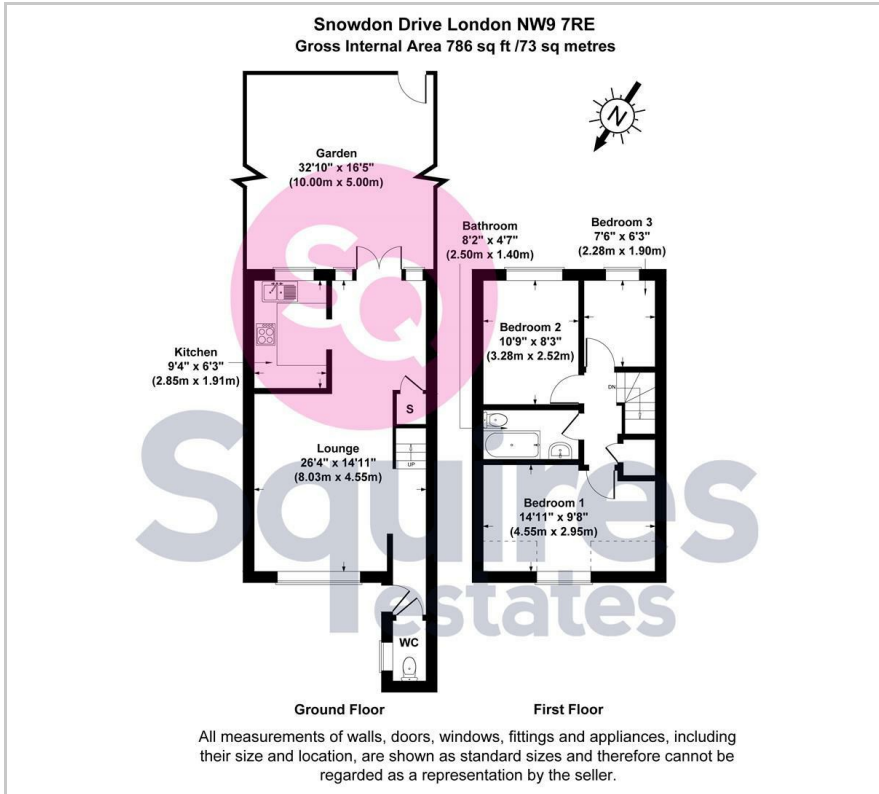 Snowdon Drive London NW9 7RE
Gross Internal Area 786 sq ft /73 sq metres
N
Garden
32'10" x 16'5"
(10.00m x 5.00m)
SQ
Bathroom
8'2" x 4'7"
(2.50m x 1.40m)
Bedroom 3
7'6" x 6'3"
(2.28m x 1.90m)
Bedroom 2
10'9" x 8'3"
(3.28m x 2.52m)
Kitchen
9'4" x 6'3"
(2.85m x 1.91m)
DN
S
Lounge
26'4" x 14'11"
(8.03m x 4.55m)
UP
Bedroom 1
14'11" x 9'8"
(4.55m x 2.95m)
Squires
estates
WC
Ground Floor
First Floor
All measurements of walls, doors, windows, fittings and appliances, including
their size and location, are shown as standard sizes and therefore cannot be
regarded as a representation by the seller.